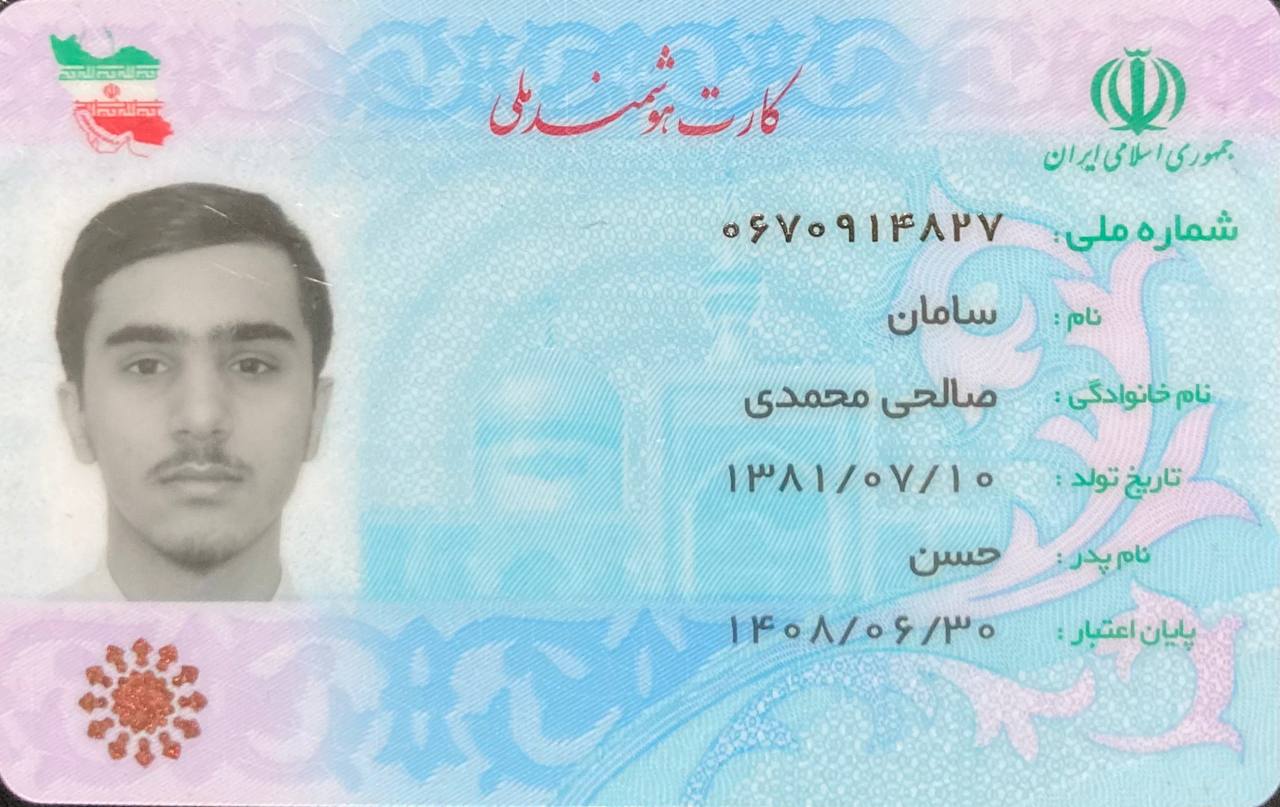 کارت هوشمند ملی
جمهوری اسلامی ایران
شماره ملی: ۰۶۷۰۹۱۴۸۲۷
نام : سامان
نام خانوادگی : صالحی محمدی
تاریخ تولد : ۱۳۸۱/۰۷/۱۰
نام پدر : حسن
پایان اعتبار : ۱۴۰۸/۰۶/۳۰